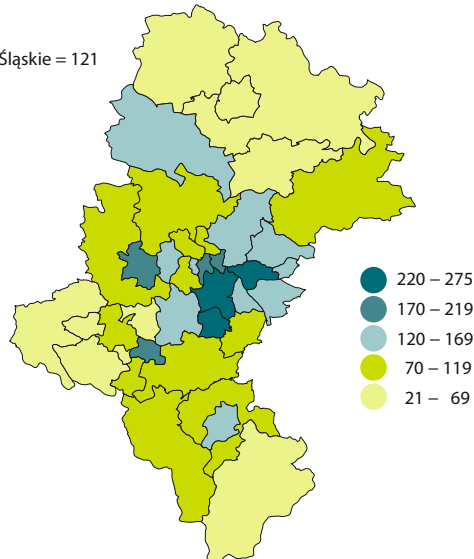 Śląskie = 121
220 – 275
170 – 219
120 – 169
70 – 119
21 – 69